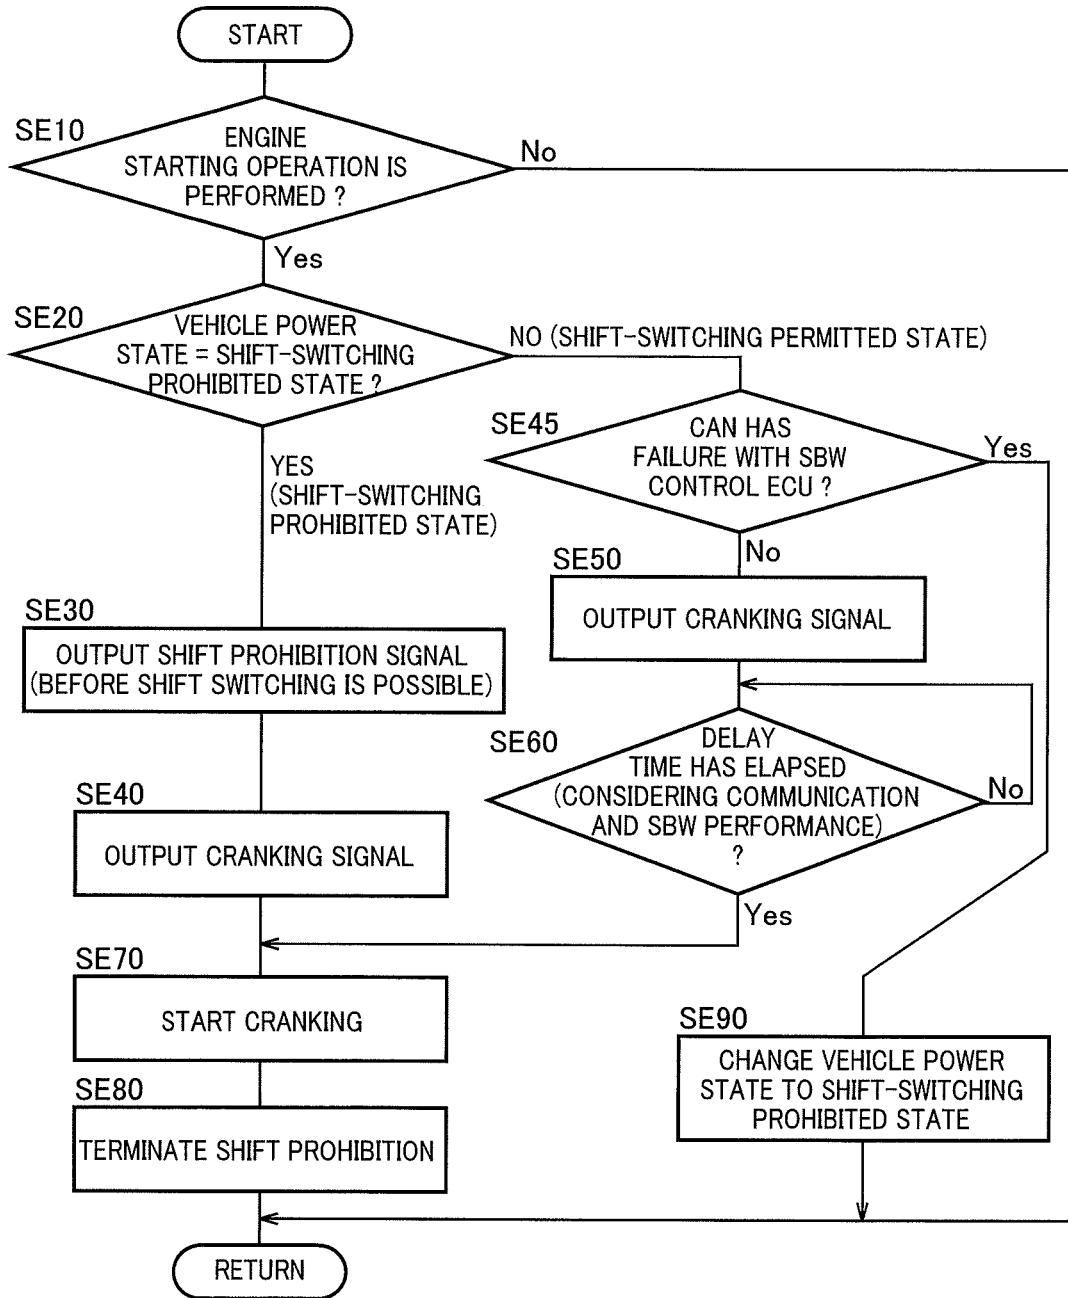 START
SE10
ENGINE
STARTING OPERATION IS
PERFORMED ?
No
Yes
SE20
VEHICLE POWER
STATE = SHIFT-SWITCHING
PROHIBITED STATE ?
NO (SHIFT-SWITCHING PERMITTED STATE)
YES
(SHIFT-SWITCHING
PROHIBITED STATE)
SE45
CAN HAS
FAILURE WITH SBW
CONTROL ECU ?
Yes
No
SE50
OUTPUT CRANKING SIGNAL
SE30
OUTPUT SHIFT PROHIBITION SIGNAL
(BEFORE SHIFT SWITCHING IS POSSIBLE)
SE60
DELAY
TIME HAS ELAPSED
(CONSIDERING COMMUNICATION
AND SBW PERFORMANCE)
?
No
Yes
SE40
OUTPUT CRANKING SIGNAL
SE70
START CRANKING
SE80
TERMINATE SHIFT PROHIBITION
SE90
CHANGE VEHICLE POWER
STATE TO SHIFT-SWITCHING
PROHIBITED STATE
RETURN